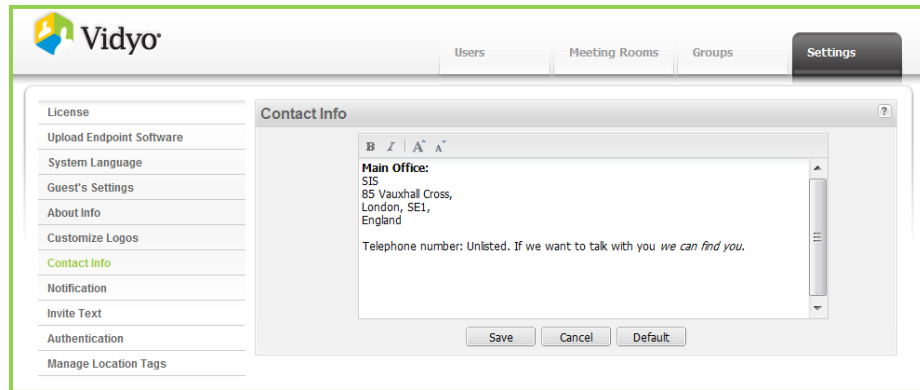 Vidyo
Users Meeting Rooms Groups Settings
License
Upload Endpoint Software
System Language
Guest's Settings
About Info
Customize Logos
Contact Info
Notification
Invite Text
Authentication
Manage Location Tags
Contact Info ?
B I A A
Main Office:
SIS
85 Vauxhall Cross,
London, SE1,
England
Telephone number: Unlisted. If we want to talk with you we can find you.
Save Cancel Default